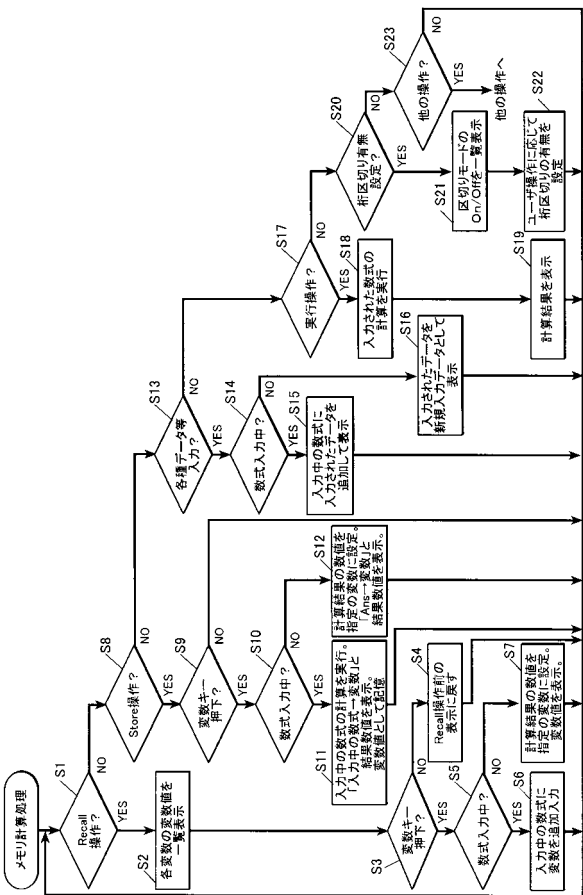 メモリ計算処理
S1
Recall
操作？
NO
YES
S2
各変数の変数値を
一覧表示
S3
変数キー
押下？
NO
YES
S4
Recall操作前の
表示に戻す
S5
数式入力中？
NO
YES
S6
入力中の数式に
変数を追加入力
S7
計算結果の数値を
指定の変数に設定。
変数値を表示。
S8
Store操作？
NO
YES
S9
変数キー
押下？
NO
YES
S10
数式入力中？
NO
YES
S11
入力中の数式の計算を実行。
「入力中の数式→変数」と
結果数値を表示。
変数値として記憶
S12
計算結果の数値を
指定の変数に設定。
「Ans→変数」と
結果数値を表示。
S13
各種データ等
入力？
NO
YES
S14
数式入力中？
NO
YES
S15
入力中の数式に
入力されたデータを
追加して表示
S16
入力されたデータを
新規入力データとして
表示
S17
実行操作？
NO
YES
S18
入力された数式の
計算を実行
S19
計算結果を表示
S20
桁区切り有無
設定？
NO
YES
S21
区切りモードの
On/Offを一覧表示
S22
ユーザ操作に応じて
桁区切りの有無を
設定
S23
他の操作？
NO
YES
他の操作へ